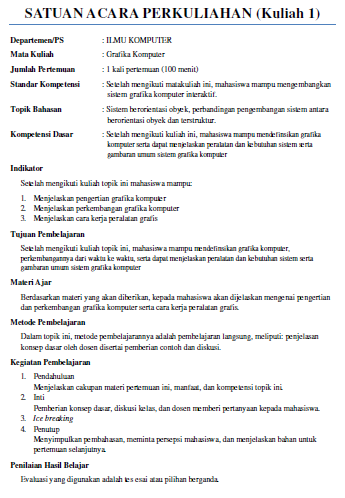 SATUAN ACARA PERKULIAHAN (Kuliah 1)
Departemen/PS : ILMU KOMPUTER
Mata Kuliah : Grafika Komputer
Jumlah Pertemuan : 1 kali pertemuan (100 menit)
Standar Kompetensi : Setelah mengikuti matakuliah ini, mahasiswa mampu mengembangkan
sistem grafika komputer interaktif.
Topik Bahasan : Sistem berorientasi obyek, perbandingan pengembangan sistem antara
berorientasi obyek dan terstruktur.
Kompetensi Dasar : Setelah mengikuti kuliah ini, mahasiswa mampu mendefinsikan grafika
komputer serta dapat menjelaskan peralatan dan kebutuhan sistem serta
gambaran umum sistem grafika komputer
Indikator
Setelah mengikuti kuliah topik ini mahasiswa mampu:
1. Menjelaskan pengertian grafika komputer
2. Menjelaskan perkembangan grafika komputer
3. Menjelaskan cara kerja peralatan grafis
Tujuan Pembelajaran
Setelah mengikuti kuliah topik ini, mahasiswa mampu mendefinsikan grafika komputer,
perkembangannya dari waktu ke waktu, serta dapat menjelaskan peralatan dan kebutuhan sistem serta
gambaran umum sistem grafika komputer
Materi Ajar
Berdasarkan materi yang akan diberikan, kepada mahasiswa akan dijelaskan mengenai pengertian
dan perkembangan grafika komputer serta cara kerja peralatan grafis.
Metode Pembelajaran
Dalam topik ini, metode pembelajarannya adalah pembelajaran langsung, meliputi: penjelasan
konsep dasar oleh dosen disertai pemberian contoh dan diskusi.
Kegiatan Pembelajaran
1. Pendahuluan
Menjelaskan cakupan materi pertemuan ini, manfaat, dan kompetensi topik ini.
2. Inti
Pemberian konsep dasar, diskusi kelas, dan dosen memberi pertanyaan kepada mahasiswa.
3. Ice breaking
4. Penutup
Menyimpulkan pembahasan, meminta persepsi mahasiswa, dan menjelaskan bahan untuk
pertemuan selanjutnya.
Penilaian Hasil Belajar
Evaluasi yang digunakan adalah tes esai atau pilihan berganda.